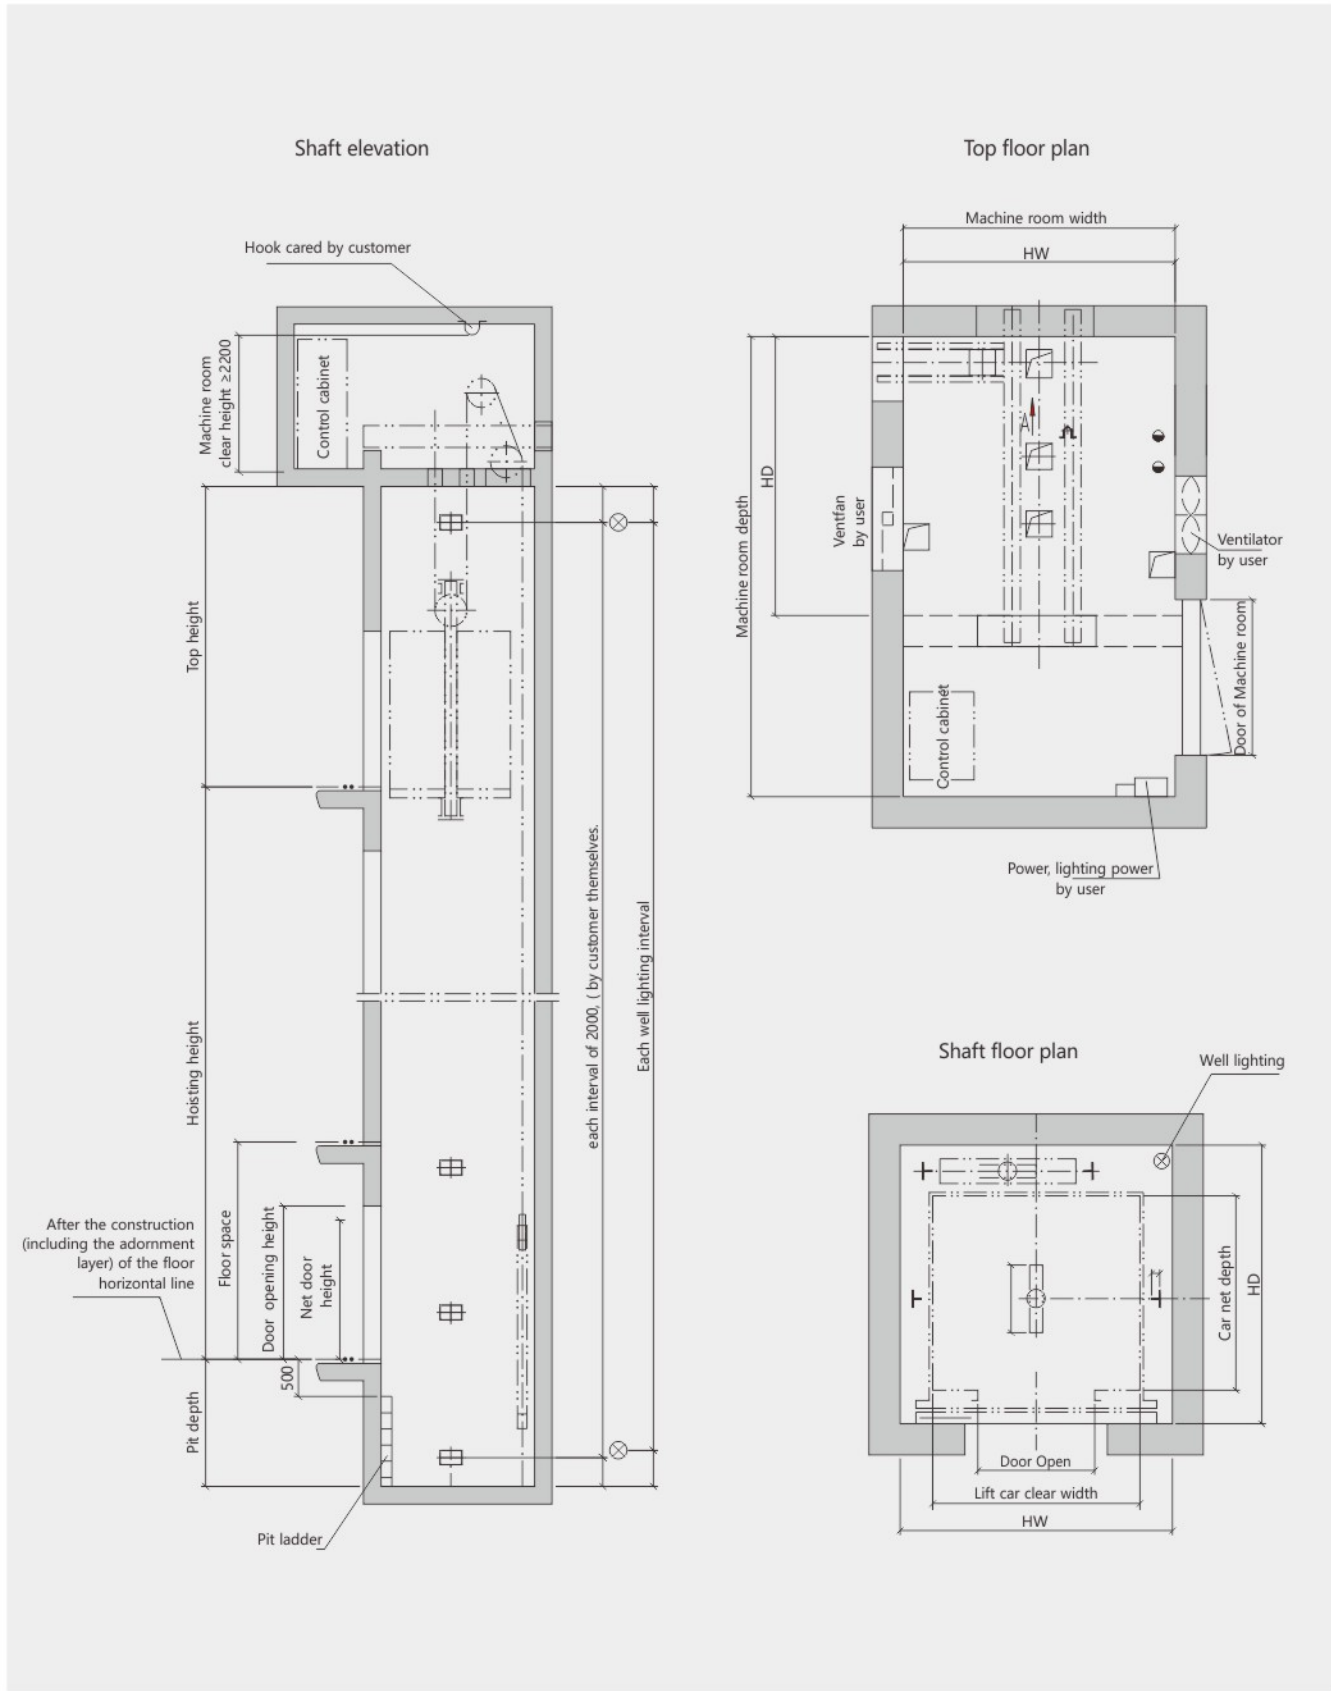 Shaft elevation
Hook cared by customer
Machine room
clear height ≥2200
Control cabinet
Top height
Hoisting height
each interval of 2000, ( by customer themselves.
Each well lighting interval
After the construction
(including the adornment
layer) of the floor
horizontal line
Floor space
Door opening height
Net door
height
500
Pit depth
Pit ladder
Top floor plan
Machine room width
HW
Machine room depth
HD
A
Ventfan
by user
Ventilator
by user
Control cabinet
Door of Machine room
Power, lighting power
by user
Shaft floor plan
Well lighting
Car net depth
HD
Door Open
Lift car clear width
HW